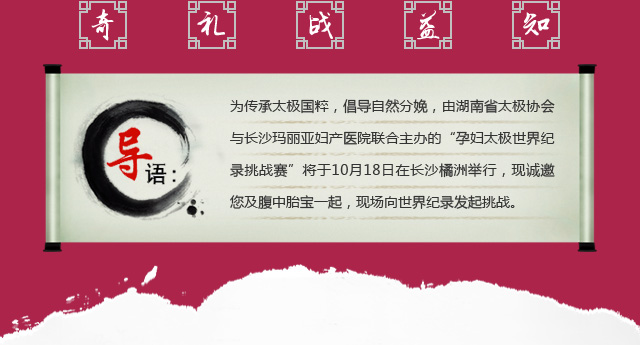 奇 礼 战 益 知
导语：
为传承太极国粹，倡导自然分娩，由湖南省太极协会
与长沙玛丽亚妇产医院联合主办的“孕妇太极世界纪
录挑战赛”将于10月18日在长沙橘洲举行，现诚邀
您及腹中胎宝一起，现场向世界纪录发起挑战。